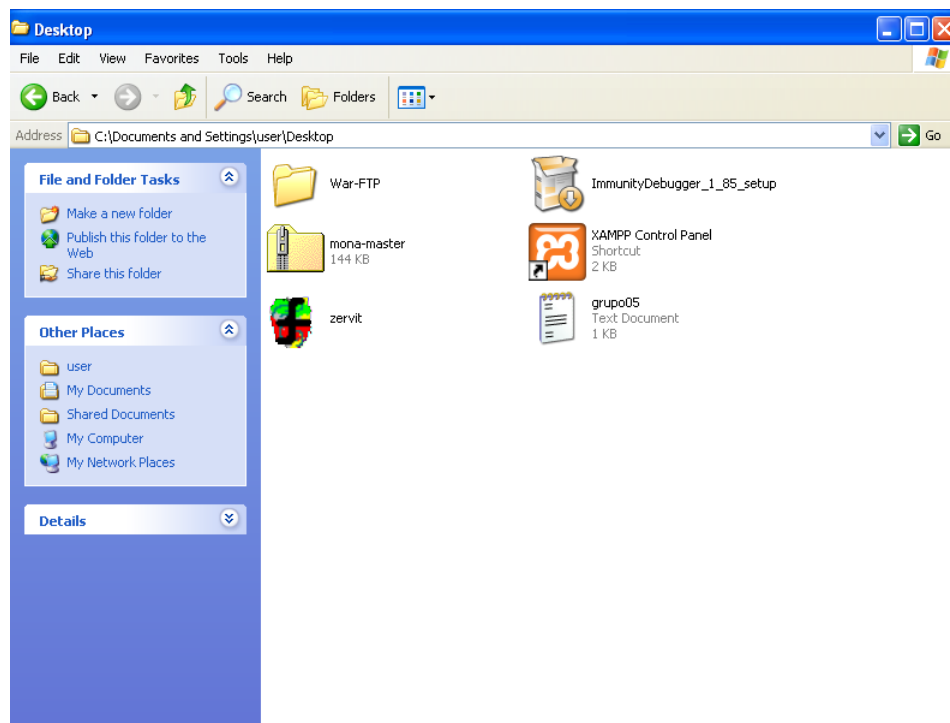 Desktop
File Edit View Favorites Tools Help
Back Search Folders
Address C:\Documents and Settings\user\Desktop Go
File and Folder Tasks
Make a new folder
Publish this folder to the
Web
Share this folder
Other Places
user
My Documents
Shared Documents
My Computer
My Network Places
Details
War-FTP
ImmunityDebugger_1_85_setup
mona-master
144 KB
XAMPP Control Panel
Shortcut
2 KB
zervit
grupo05
Text Document
1 KB